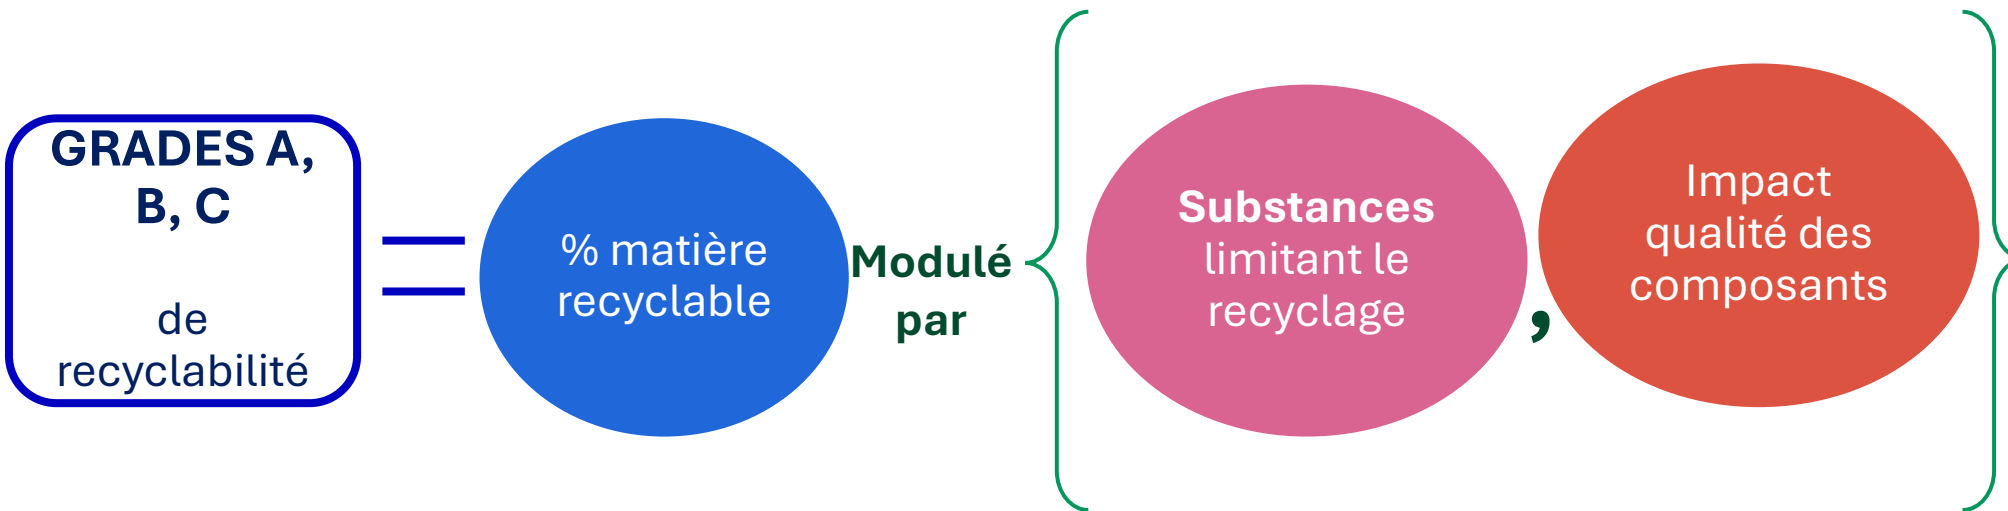 GRADES A,
B, C
de
recyclabilité
% matière
recyclable
Modulé
par
Substances
limitant le
recyclage
,
Impact
qualité des
composants